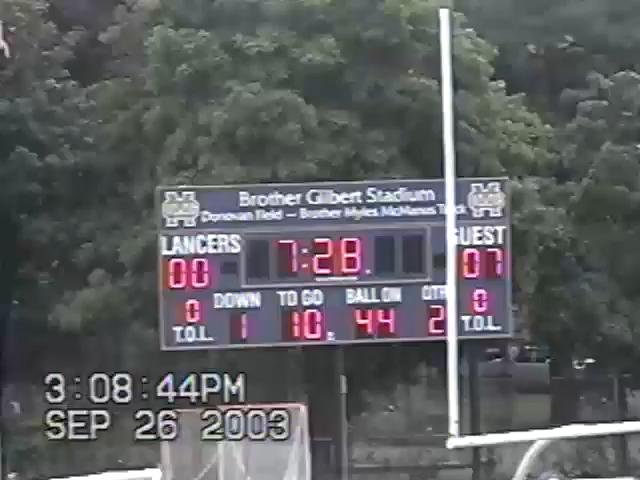 Brother Gilbert Stadium
Donovan Field — Brother Myles McManus Track
LANCERS 7:28. GUEST
00 07
DOWN TO GO BALL ON QTR
0 1 10. 44 2 0
T.O.L. T.O.L.
3:08:44PM
SEP 26 2003